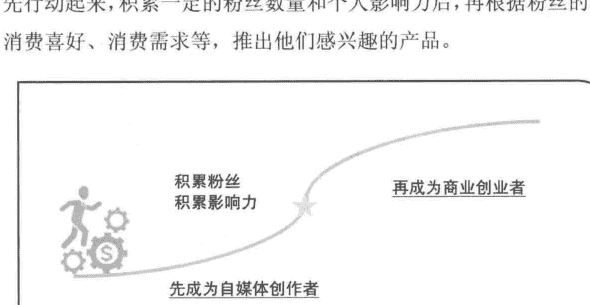 先行动起来，积累一定的粉丝数量和个人影响力后，再根据粉丝的
消费喜好、消费需求等，推出他们感兴趣的产品。
积累粉丝
积累影响力
再成为商业创业者
$
先成为自媒体创作者